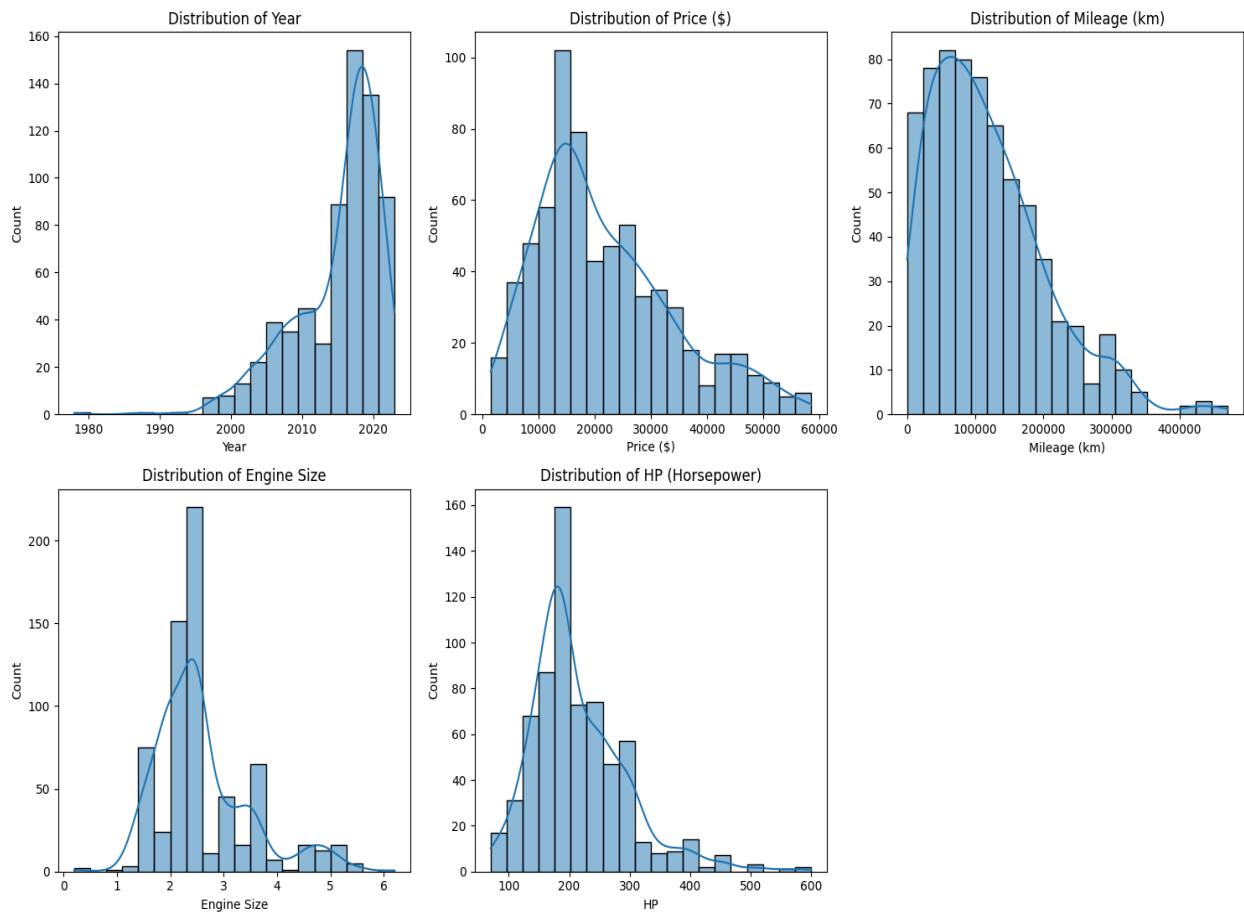 Distribution of Year
160
140
120
100
80
60
40
20
0
Count
1980 1990 2000 2010 2020
Year
Distribution of Price ($)
100
80
60
40
20
0
Count
0 10000 20000 30000 40000 50000 60000
Price ($)
Distribution of Mileage (km)
80
70
60
50
40
30
20
10
0
Count
0 100000 200000 300000 400000
Mileage (km)
Distribution of Engine Size
200
150
100
50
0
Count
0 1 2 3 4 5 6
Engine Size
Distribution of HP (Horsepower)
160
140
120
100
80
60
40
20
0
Count
100 200 300 400 500 600
HP